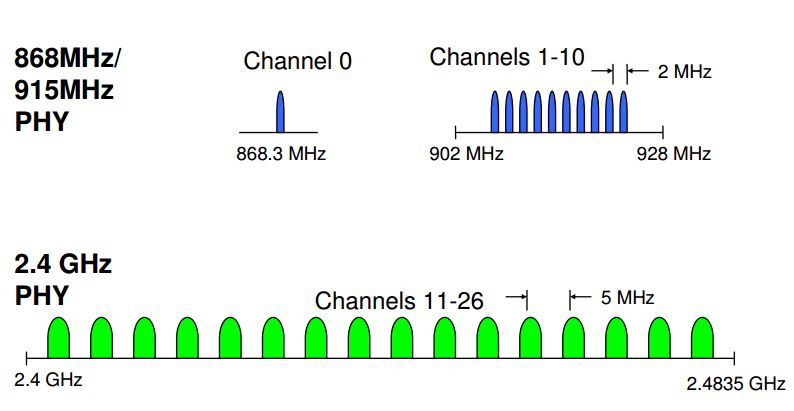 868MHz/
915MHz
PHY
Channel 0
868.3 MHz
Channels 1-10
2 MHz
902 MHz
928 MHz
2.4 GHz
PHY
Channels 11-26
5 MHz
2.4 GHz
2.4835 GHz